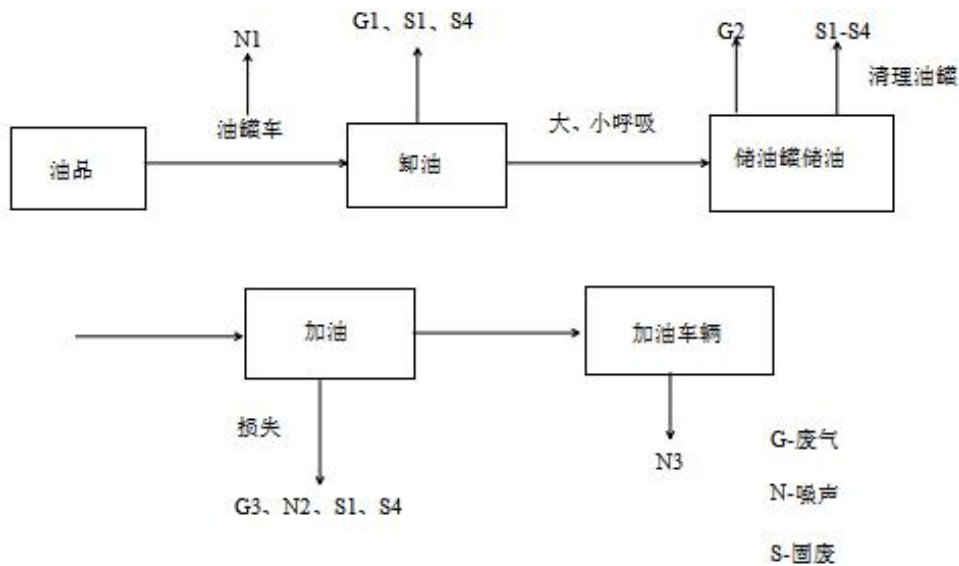 G1、S1、S4
G2
S1-S4
N1
清理油罐
油罐车
大、小呼吸
油品
卸油
储油罐储油
加油
加油车辆
损失
G-废气
N3
N-噪声
G3、N2、S1、S4
S-固废